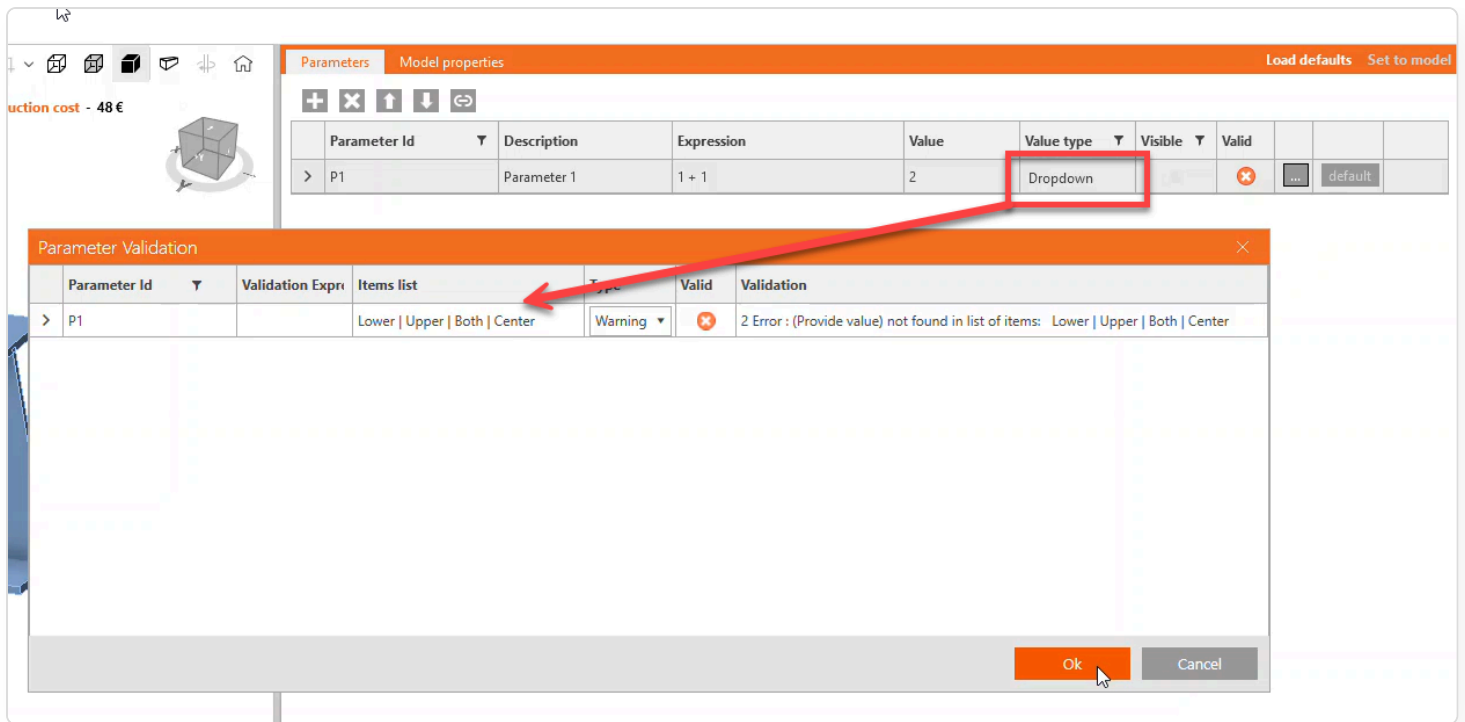 Parameters Model properties Load defaults Set to model
uction cost - 48 €
Parameter Id Description Expression Value Value type Visible Valid
P1 Parameter 1 1 + 1 2 Dropdown ... default
Parameter Validation
Parameter Id Validation Expre Items list Type Valid Validation
P1 Lower | Upper | Both | Center Warning 2 Error : (Provide value) not found in list of items: Lower | Upper | Both | Center
Ok Cancel